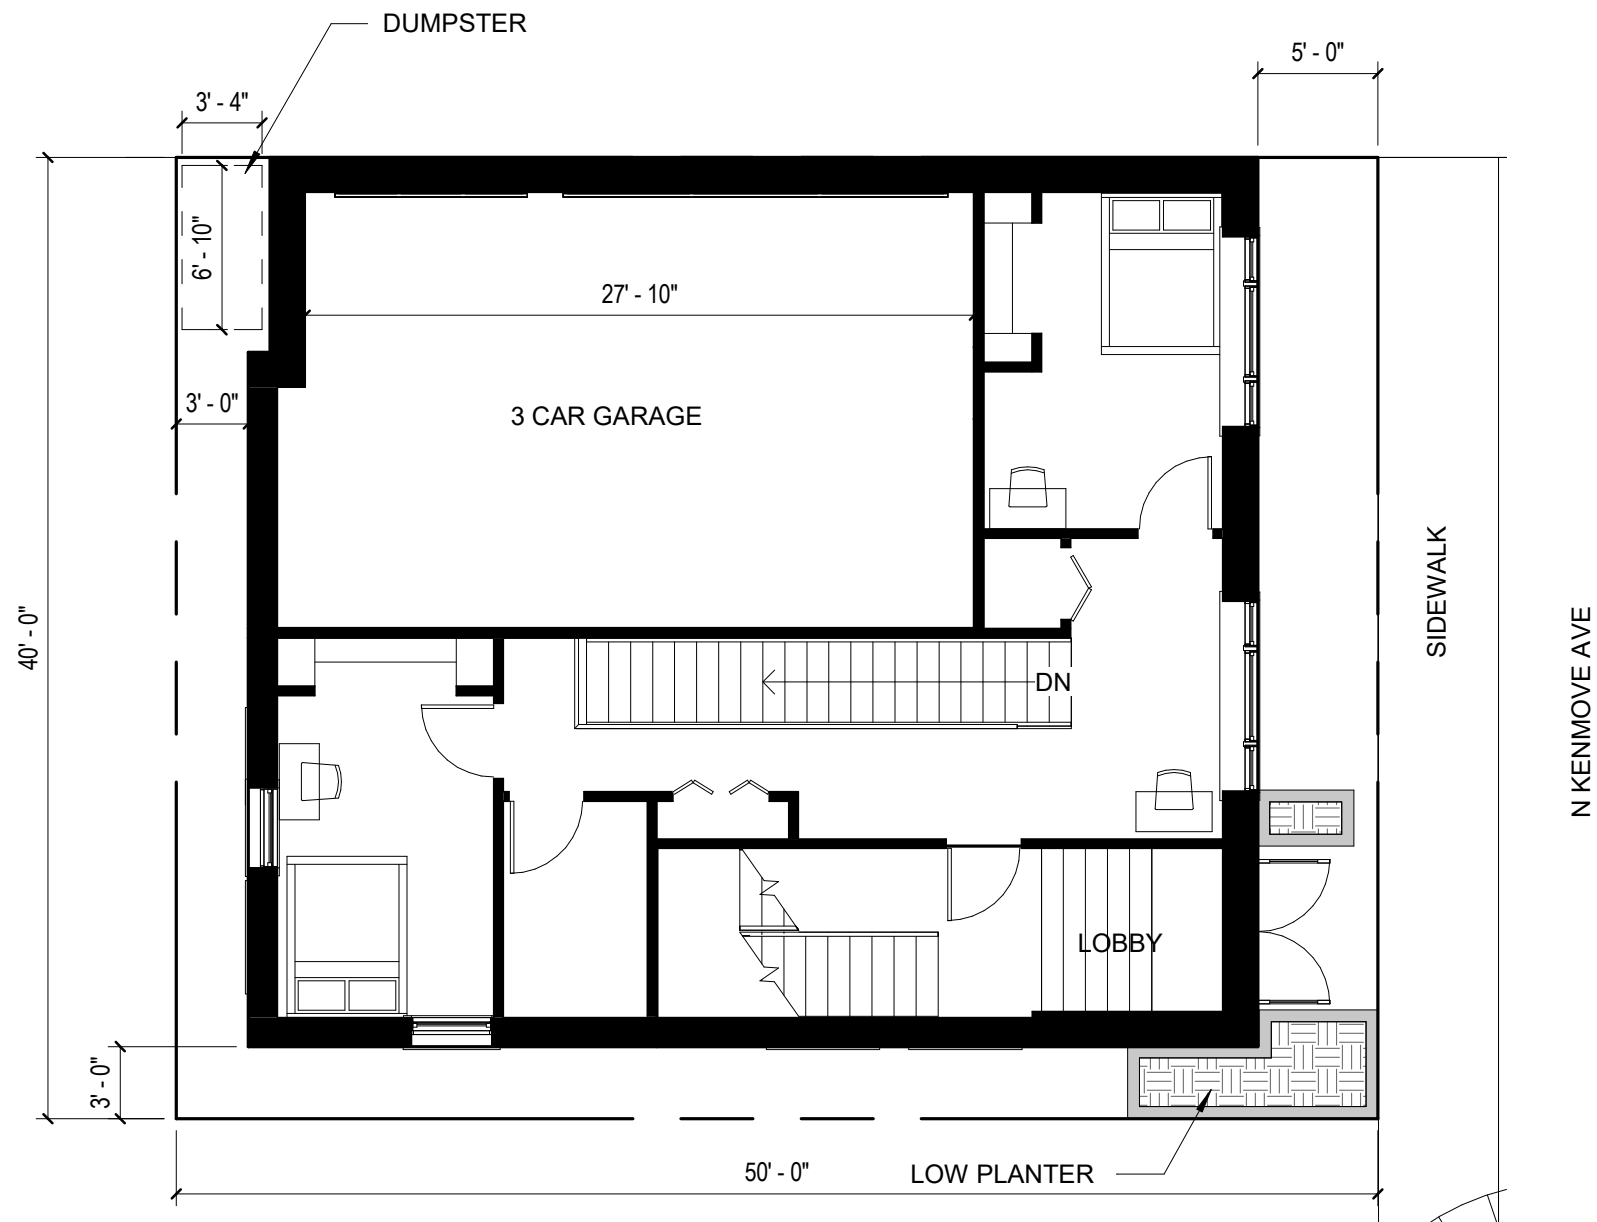 DUMPSTER
5' - 0"
3' - 4"
6' - 10"
27' - 10"
3' - 0"
3 CAR GARAGE
40' - 0"
SIDEWALK
N KENMOVE AVE
DN
LOBBY
3' - 0"
50' - 0"
LOW PLANTER